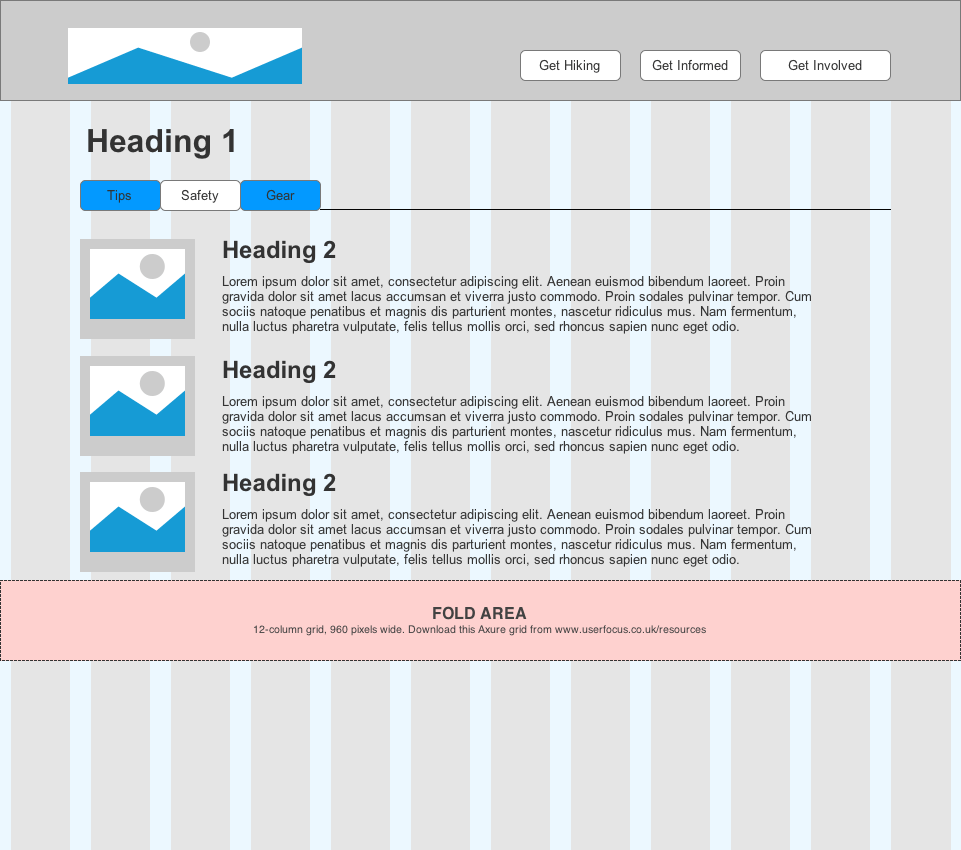 Get Hiking
Get Informed
Get Involved
Heading 1
Tips
Safety
Gear
Heading 2
Lorem ipsum dolor sit amet, consectetur adipiscing elit. Aenean euismod bibendum laoreet. Proin
gravida dolor sit amet lacus accumsan et viverra justo commodo. Proin sodales pulvinar tempor. Cum
sociis natoque penatibus et magnis dis parturient montes, nascetur ridiculus mus. Nam fermentum,
nulla luctus pharetra vulputate, felis tellus mollis orci, sed rhoncus sapien nunc eget odio.
Heading 2
Lorem ipsum dolor sit amet, consectetur adipiscing elit. Aenean euismod bibendum laoreet. Proin
gravida dolor sit amet lacus accumsan et viverra justo commodo. Proin sodales pulvinar tempor. Cum
sociis natoque penatibus et magnis dis parturient montes, nascetur ridiculus mus. Nam fermentum,
nulla luctus pharetra vulputate, felis tellus mollis orci, sed rhoncus sapien nunc eget odio.
Heading 2
Lorem ipsum dolor sit amet, consectetur adipiscing elit. Aenean euismod bibendum laoreet. Proin
gravida dolor sit amet lacus accumsan et viverra justo commodo. Proin sodales pulvinar tempor. Cum
sociis natoque penatibus et magnis dis parturient montes, nascetur ridiculus mus. Nam fermentum,
nulla luctus pharetra vulputate, felis tellus mollis orci, sed rhoncus sapien nunc eget odio.
FOLD AREA
12-column grid, 960 pixels wide. Download this Axure grid from www.userfocus.co.uk/resources